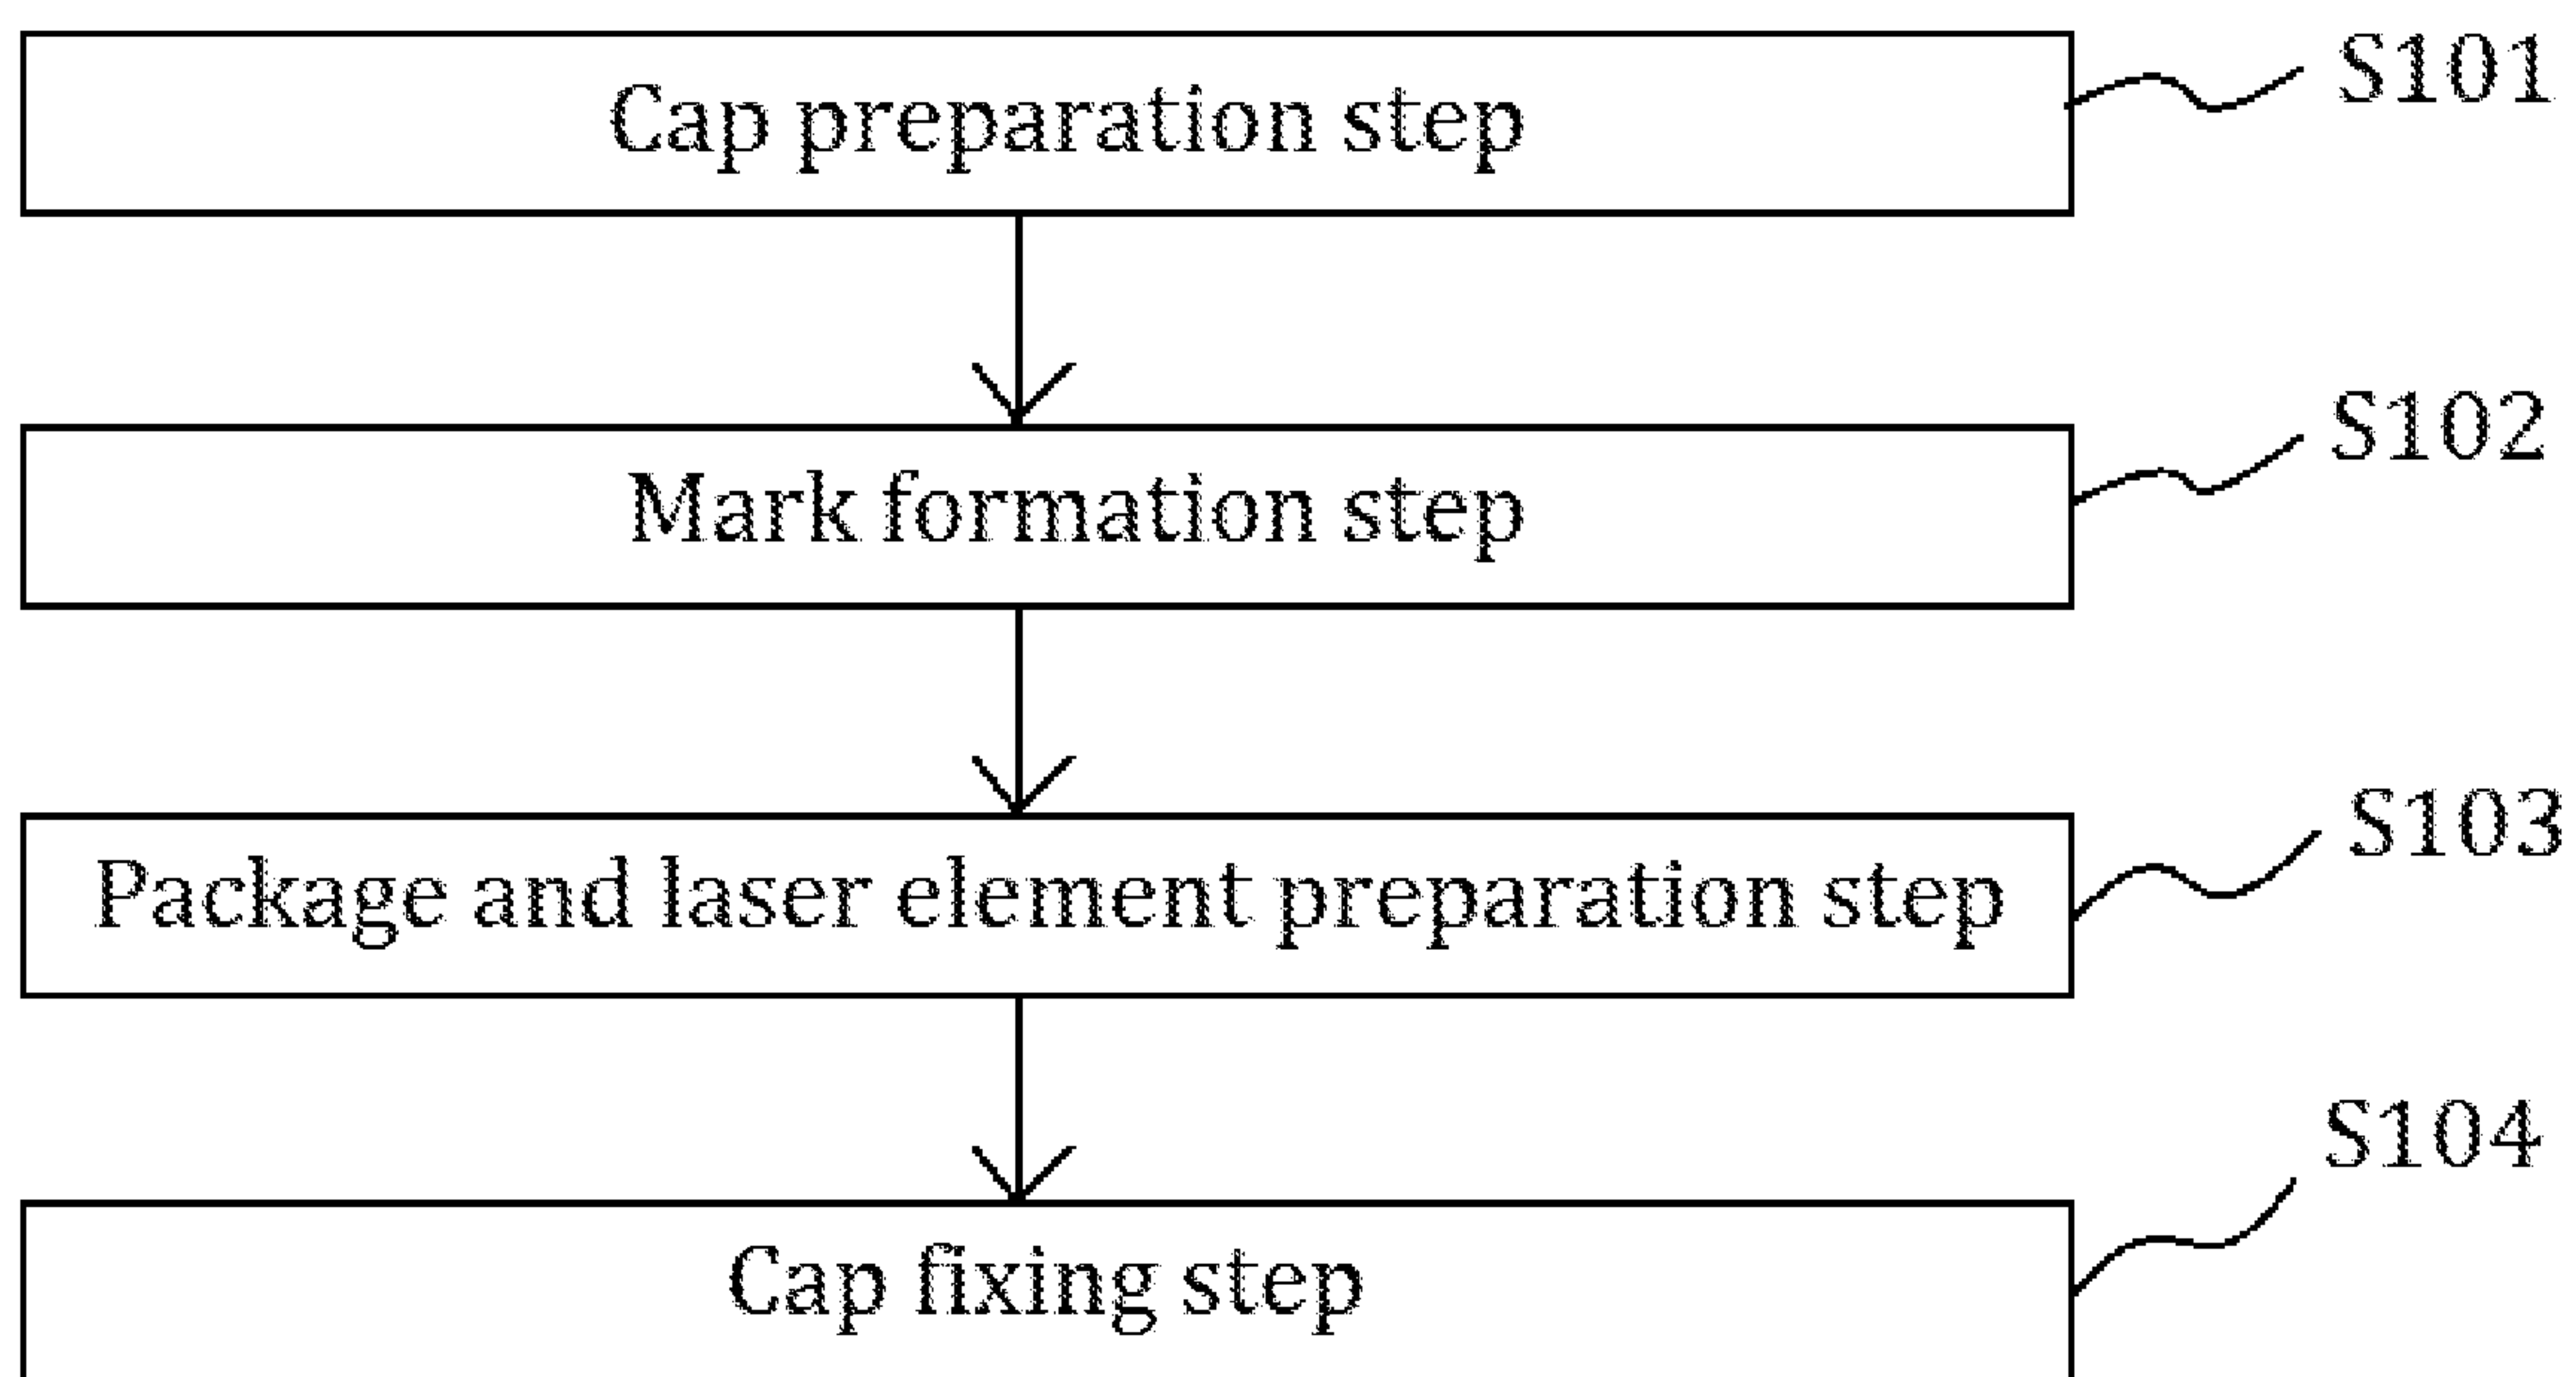 Cap preparation step
S101
Mark formation step
S102
Package and laser element preparation step
S103
Cap fixing step
S104